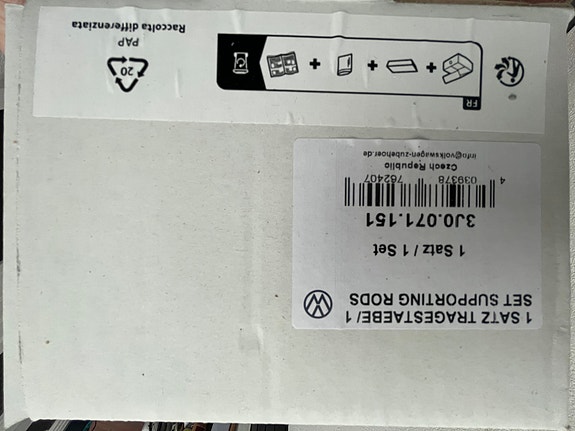 1 SATZ TRAGESTAEBE/ 1
SET SUPPORTING RODS
1 Satz / 1 Set
3J0.071.151
4 039378 762407
Czech Republic
info@volkswagen-zubehoer.de
FR
+
+
+
20
PAP
Raccolta differenziata